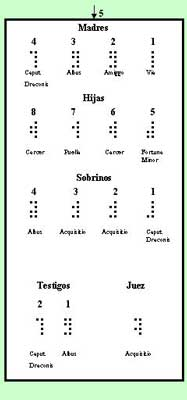 5
Madres
4 3 2 1
Caput Albus Amigo Via
Draconis
Hijas
8 7 6 5
Carcer Puella Carcer Fortuna
Minor
Sobrinos
4 3 2 1
Albus Acquisitio Acquisitio Caput
Draconis
Testigos Juez
2 1
Caput Albus Acquisitio
Draconis